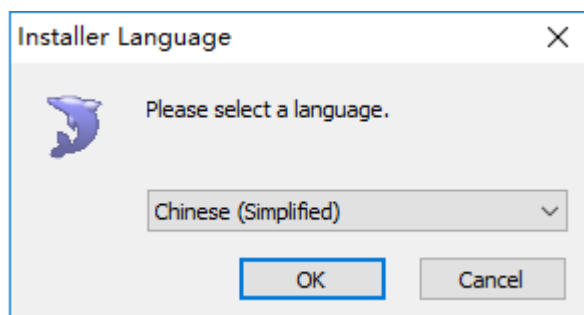 Installer Language
Please select a language.
Chinese (Simplified)
OK
Cancel